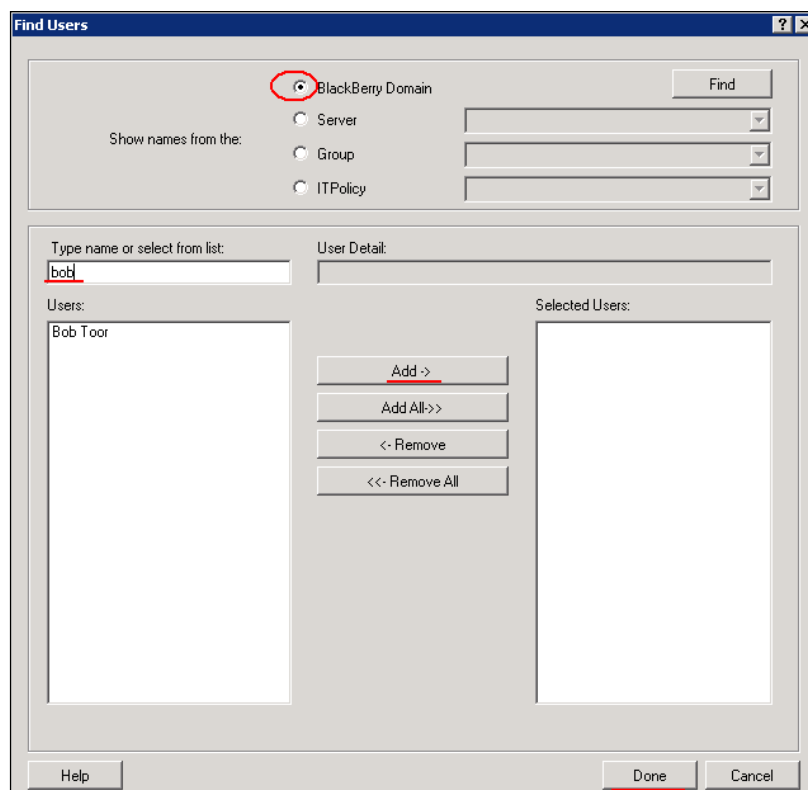 Find Users
BlackBerry Domain
Find
Show names from the:
Server
Group
ITPolicy
Type name or select from list:
User Detail:
bob
Users:
Selected Users:
Bob Toor
Add ->
Add All->>
<- Remove
<<- Remove All
Help
Done
Cancel